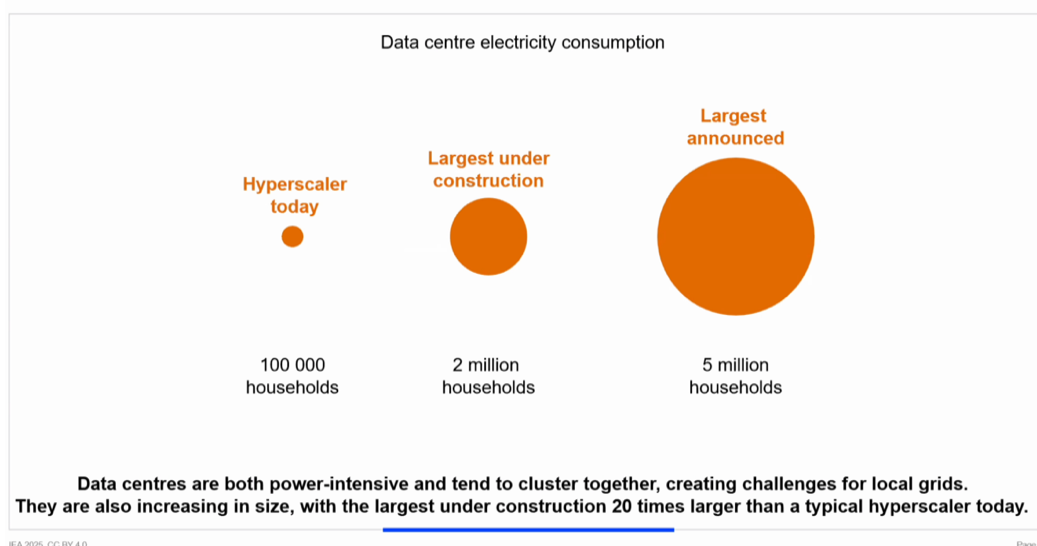 Data centre electricity consumption
Largest
announced
Largest under
construction
Hyperscaler
today
100 000
households
2 million
households
5 million
households
Data centres are both power-intensive and tend to cluster together, creating challenges for local grids.
They are also increasing in size, with the largest under construction 20 times larger than a typical hyperscaler today.
IEA 2025. CC BY 4.0
Page